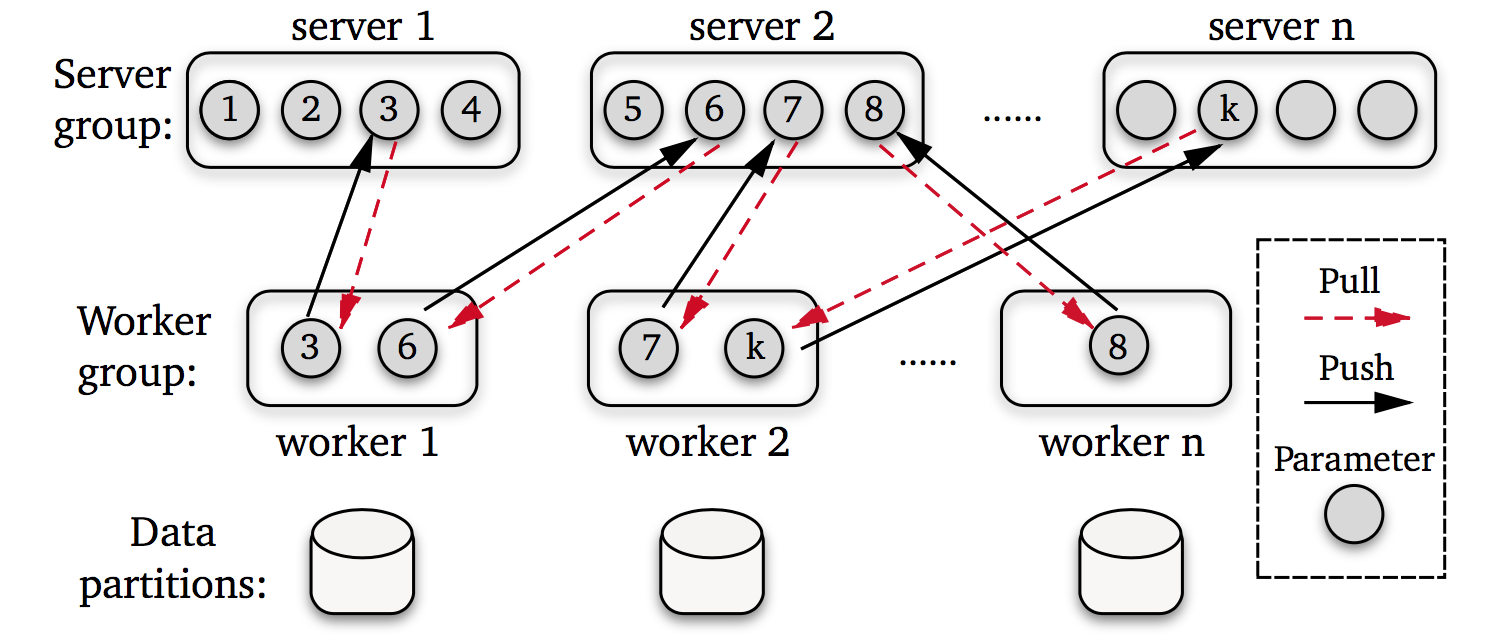 server 1
server 2
server n
Server
group:
1 2 3 4
5 6 7 8
......
k
Worker
group:
3 6
7 k
......
8
worker 1
worker 2
worker n
Pull
Push
Parameter
Data
partitions: